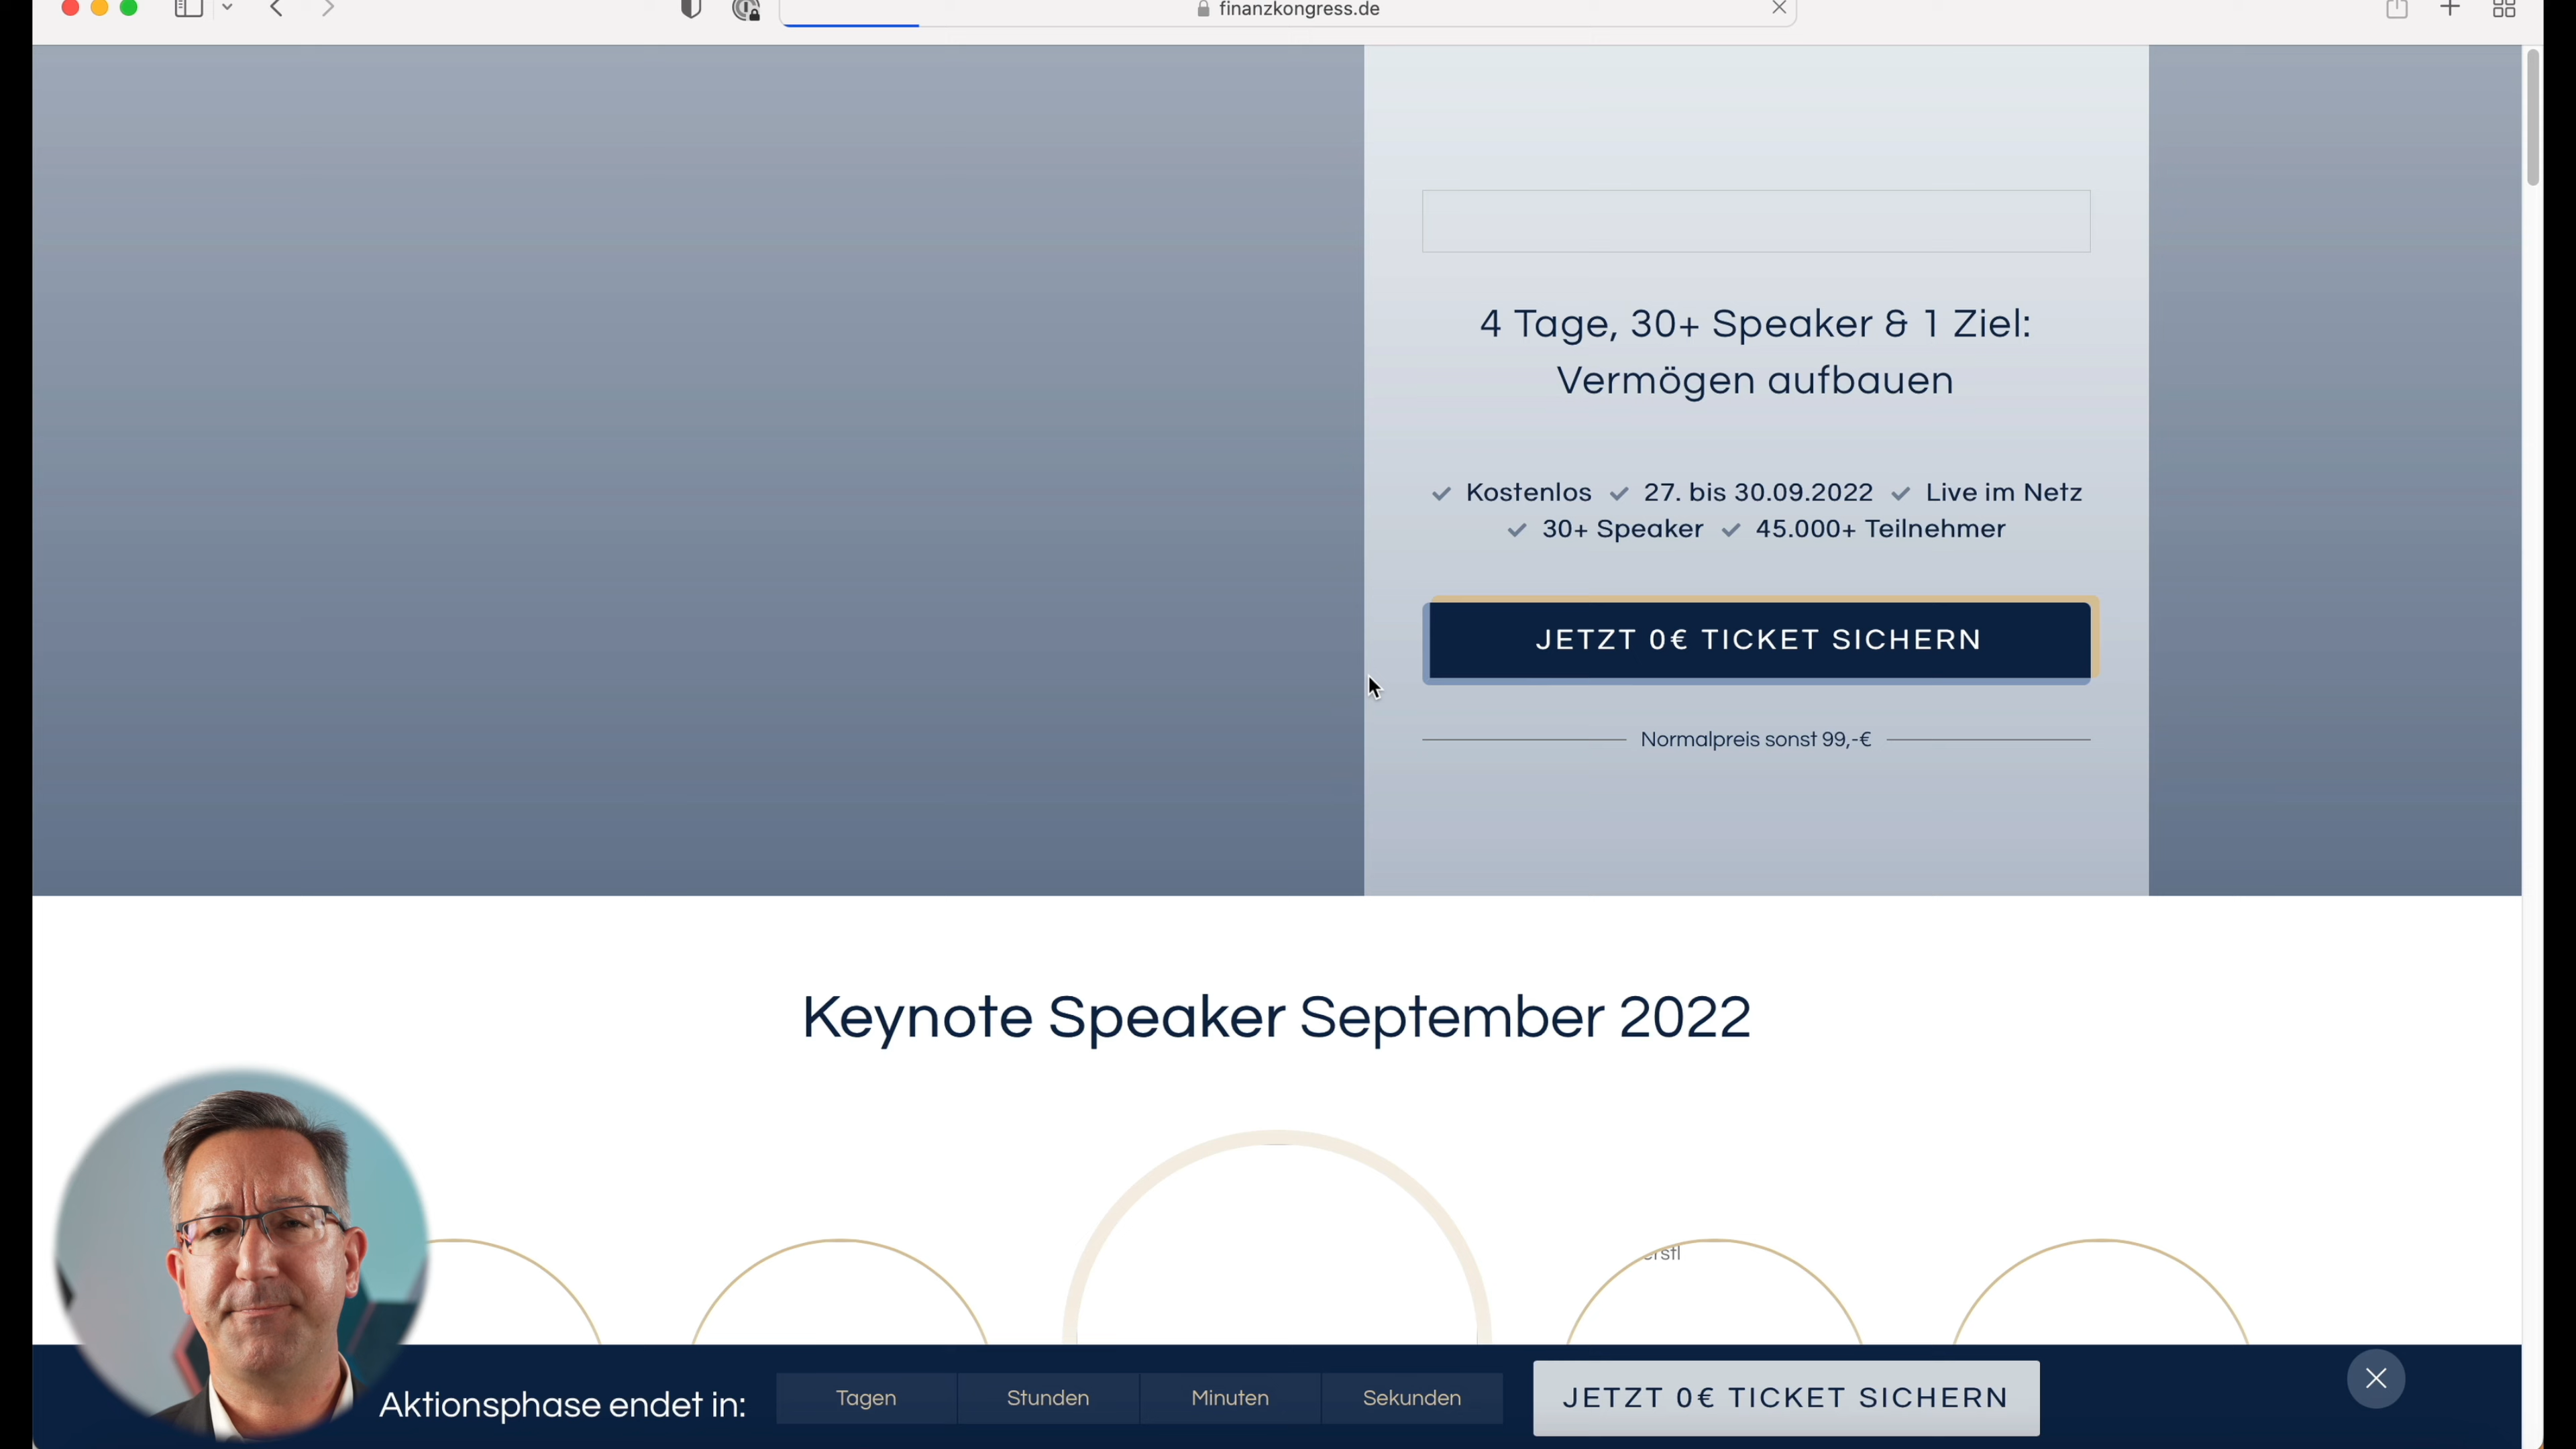 finanzkongress.de
4 Tage, 30+ Speaker & 1 Ziel:
Vermögen aufbauen
Kostenlos 27. bis 30.09.2022 Live im Netz
30+ Speaker 45.000+ Teilnehmer
JETZT 0€ TICKET SICHERN
Normalpreis sonst 99,-€
Keynote Speaker September 2022
Aktionsphase endet in: Tagen Stunden Minuten Sekunden JETZT 0€ TICKET SICHERN